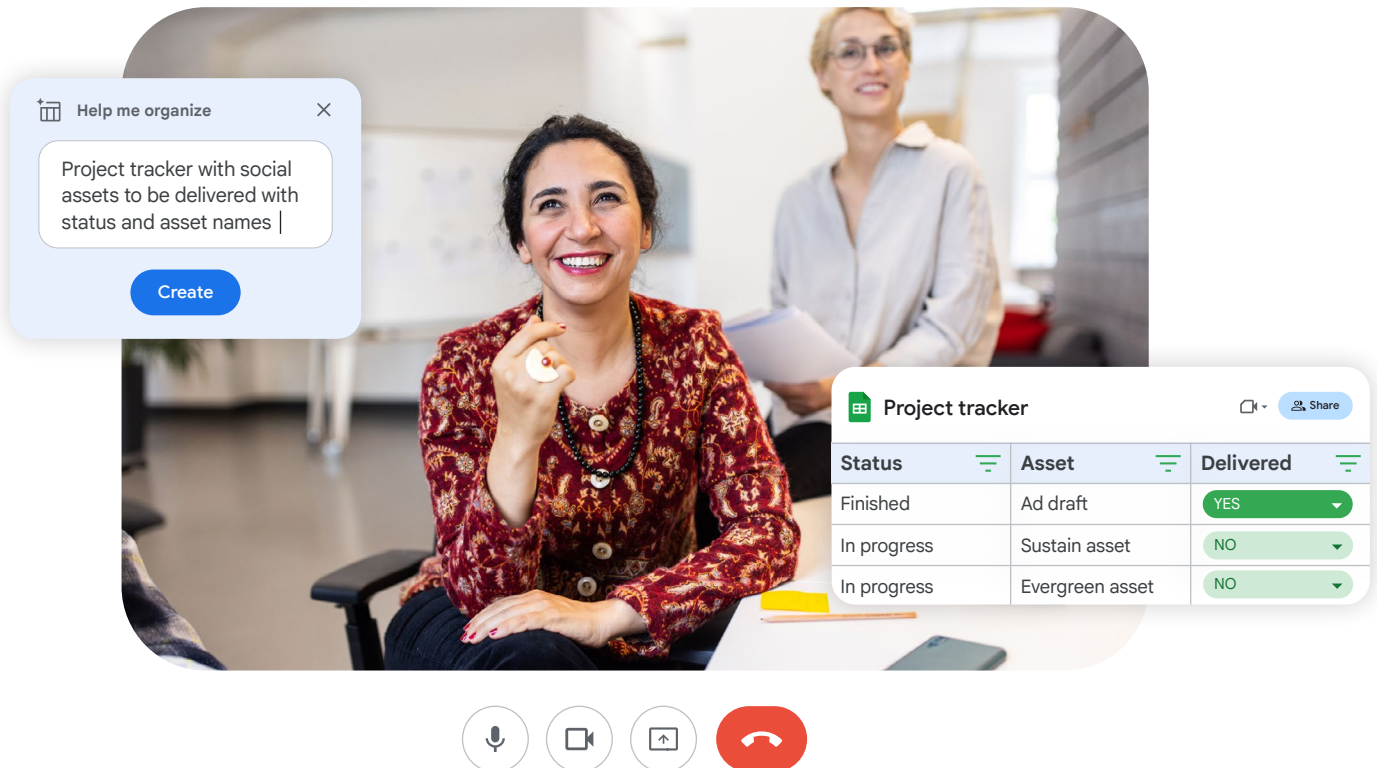 Help me organize
Project tracker with social
assets to be delivered with
status and asset names
Create
Project tracker
Share
Status Asset Delivered
Finished Ad draft YES
In progress Sustain asset NO
In progress Evergreen asset NO